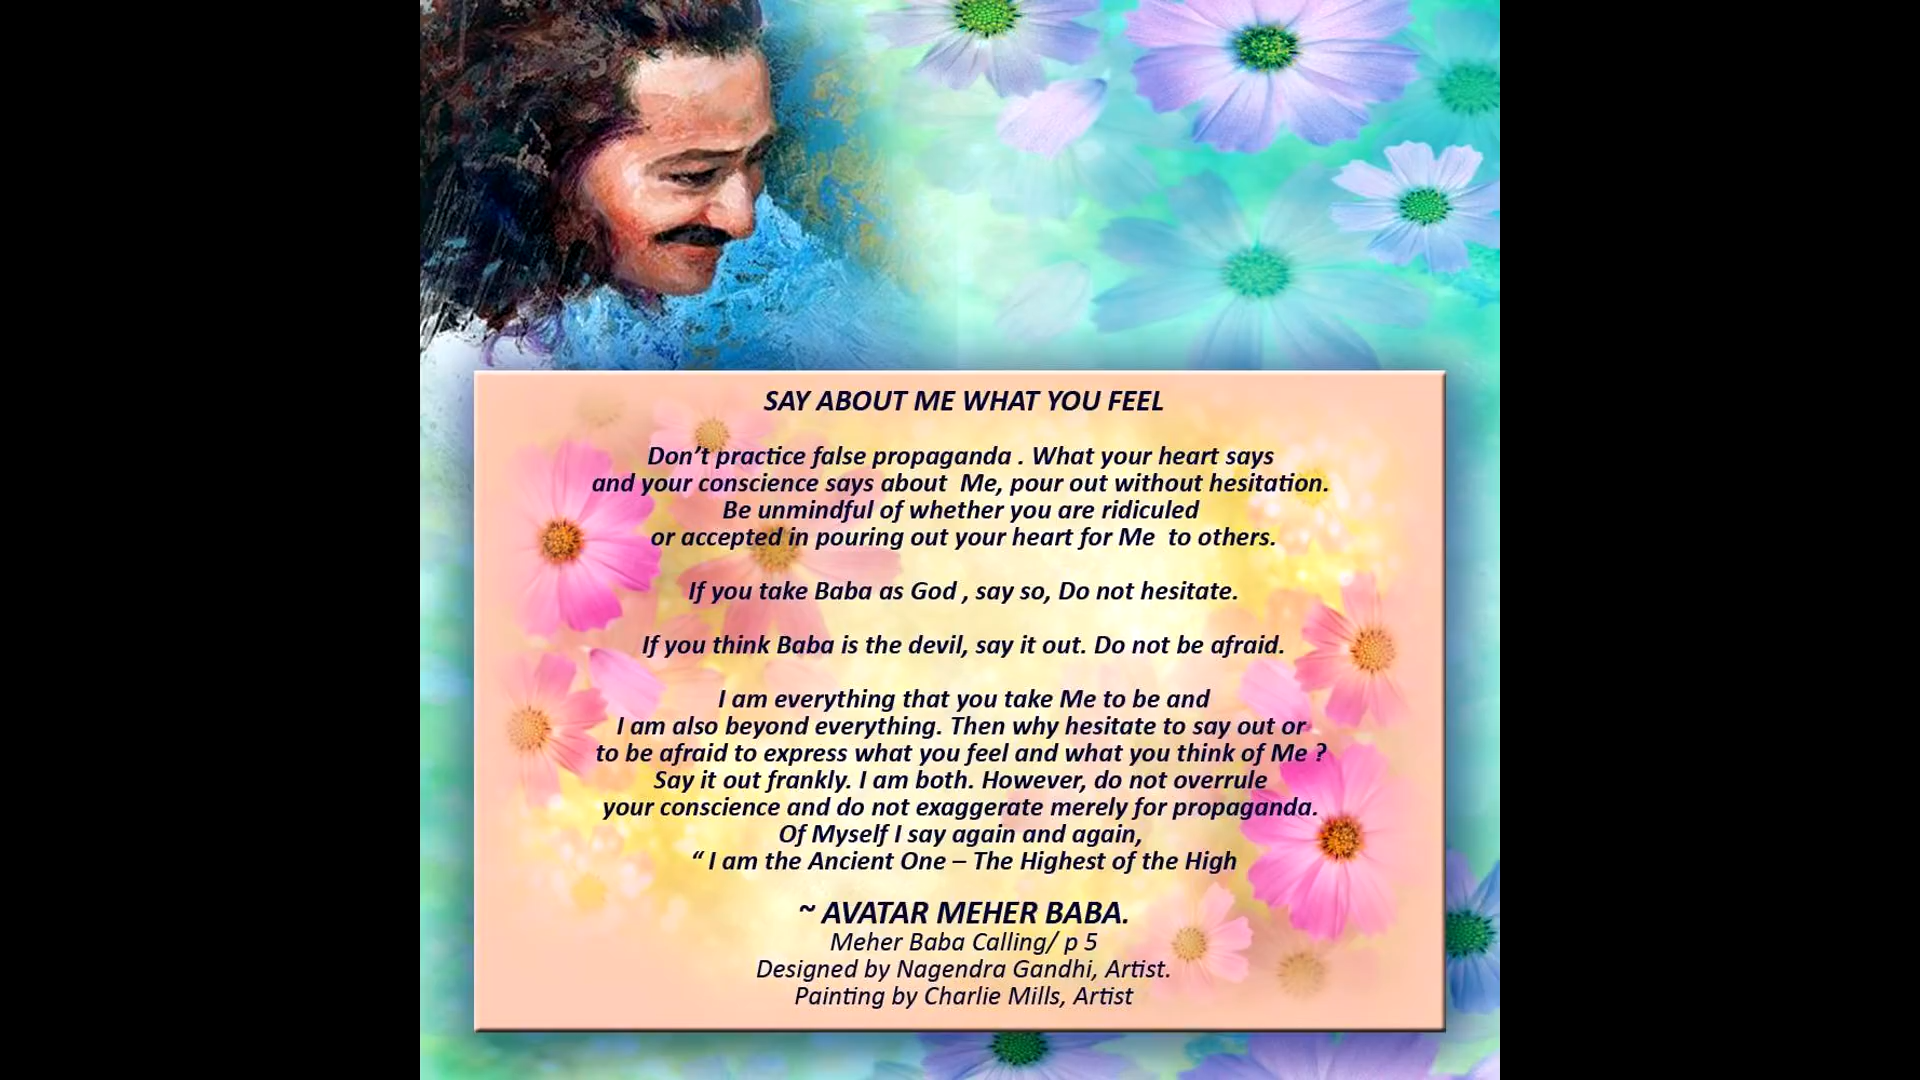 SAY ABOUT ME WHAT YOU FEEL
Don’t practice false propaganda . What your heart says
and your conscience says about  Me, pour out without hesitation.
Be unmindful of whether you are ridiculed
or accepted in pouring out your heart for Me  to others.
If you take Baba as God , say so, Do not hesitate.
If you think Baba is the devil, say it out. Do not be afraid.
I am everything that you take Me to be and
I am also beyond everything. Then why hesitate to say out or
to be afraid to express what you feel and what you think of Me ?
Say it out frankly. I am both. However, do not overrule
your conscience and do not exaggerate merely for propaganda.
Of Myself I say again and again,
“ I am the Ancient One – The Highest of the High
~ AVATAR MEHER BABA.
Meher Baba Calling/ p 5
Designed by Nagendra Gandhi, Artist.
Painting by Charlie Mills, Artist